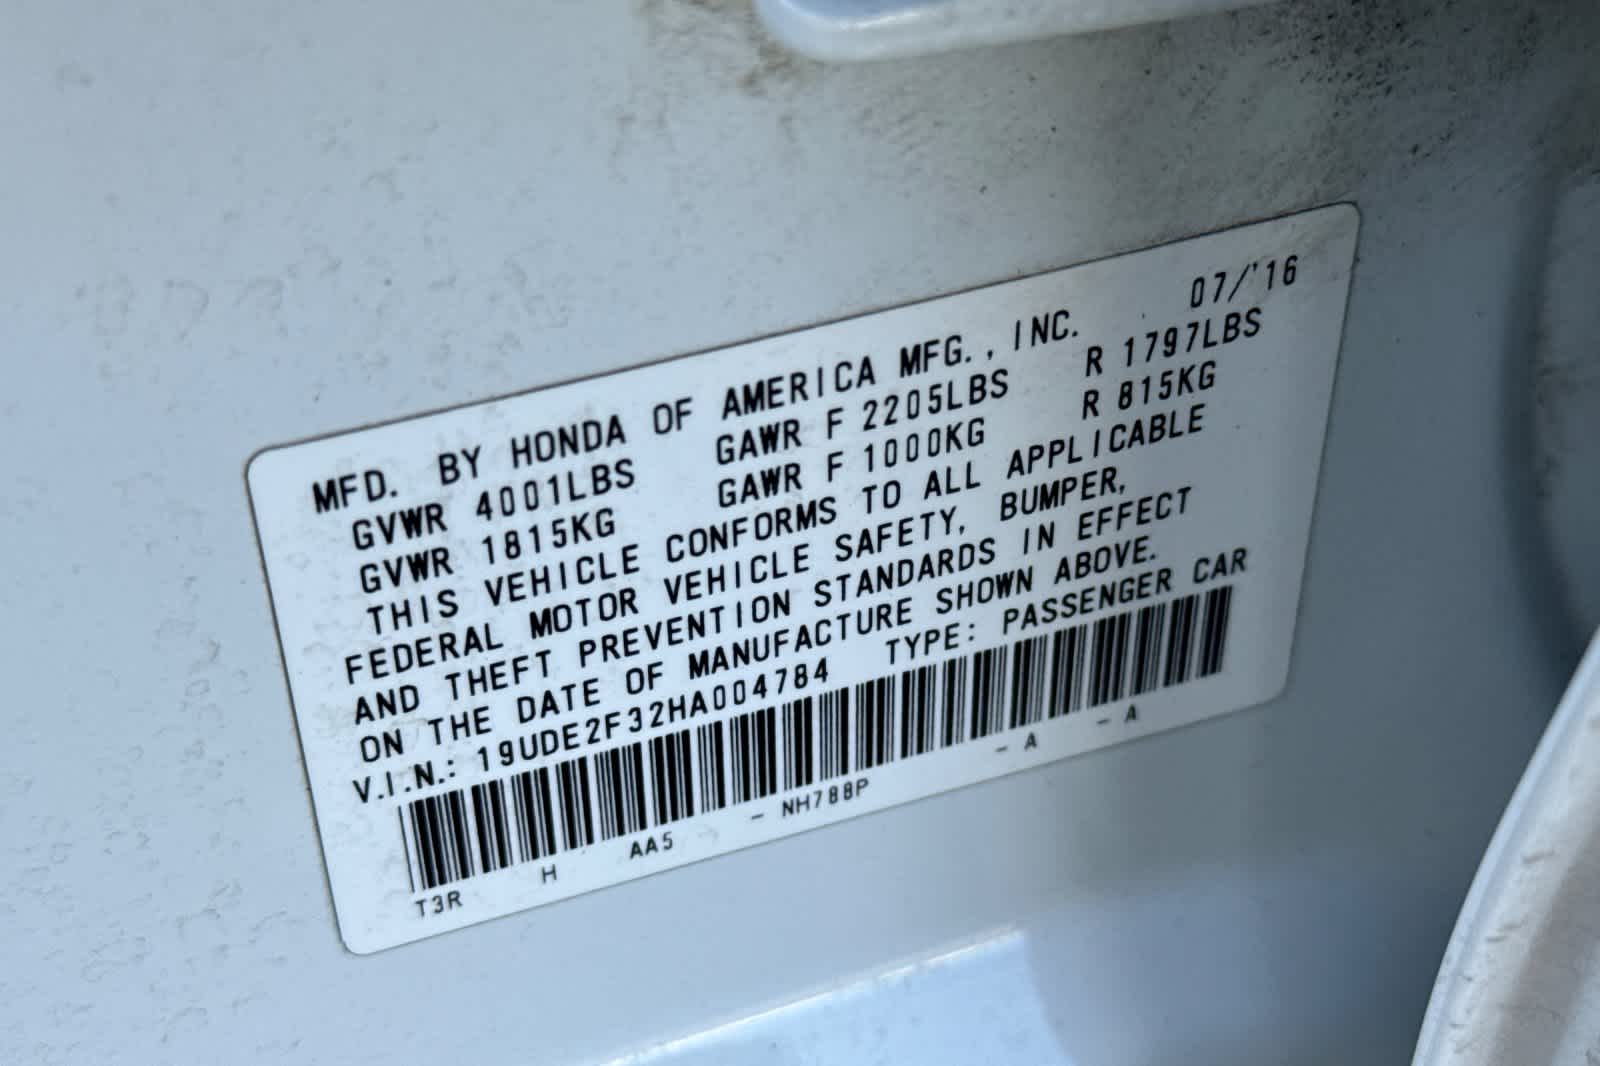 07/'16
MFD. BY HONDA OF AMERICA MFG., INC.
GVWR 4001LBS GAWR F 2205LBS R 1797LBS
GVWR 1815KG GAWR F 1000KG R 815KG
THIS VEHICLE CONFORMS TO ALL APPLICABLE
FEDERAL MOTOR VEHICLE SAFETY, BUMPER,
AND THEFT PREVENTION STANDARDS IN EFFECT
ON THE DATE OF MANUFACTURE SHOWN ABOVE.
V.I.N.: 19UDE2F32HA004784 TYPE: PASSENGER CAR
T3R H AA5 - NH788P - A - A